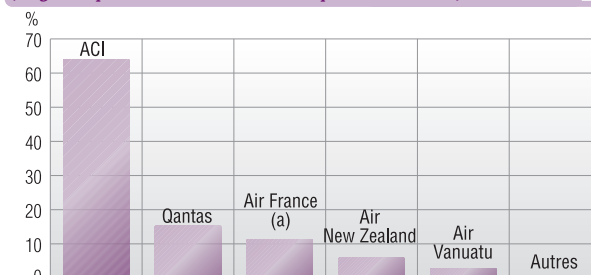 %
70
ACI
60
50
40
30
20
Qantas
Air France
(a)
Air
New Zealand
Air
Vanuatu
Autres
10
0